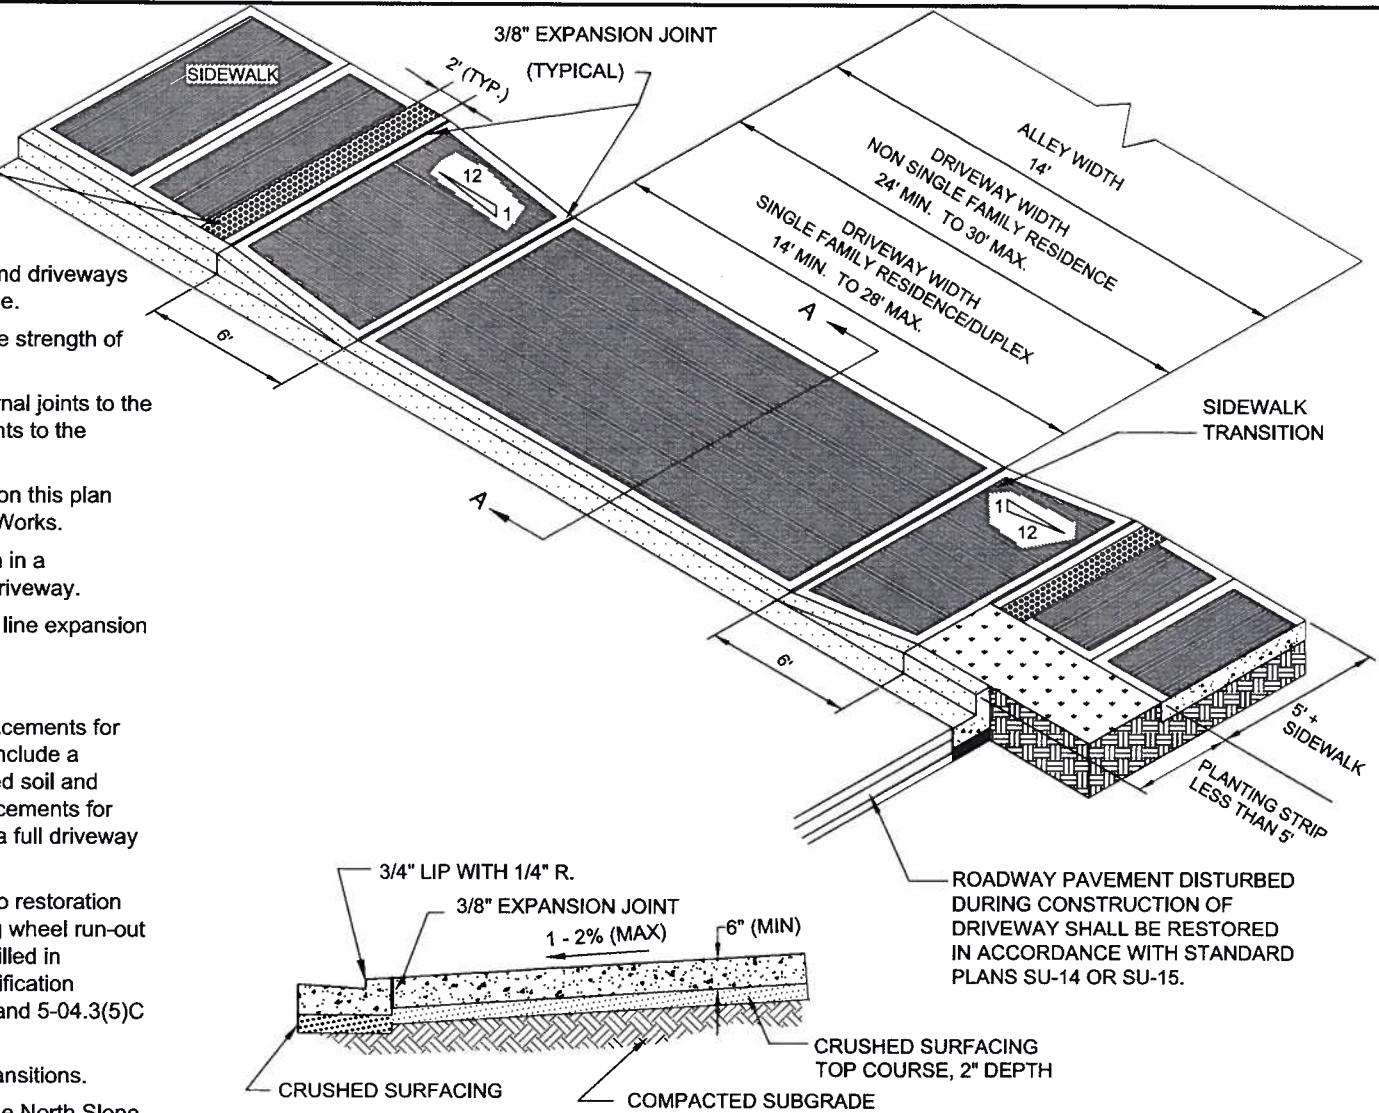 3/8" EXPANSION JOINT
(TYPICAL)
SIDEWALK
2' (TYP.)
12
1
ALLEY WIDTH
14'
DRIVEWAY WIDTH
NON SINGLE FAMILY RESIDENCE
24' MIN. TO 30' MAX.
DRIVEWAY WIDTH
SINGLE FAMILY RESIDENCE/DUPLEX
14' MIN. TO 28' MAX.
A
A
6'
SIDEWALK
TRANSITION
1
12
6'
5' +
SIDEWALK
PLANTING STRIP
LESS THAN 5'
ROADWAY PAVEMENT DISTURBED
DURING CONSTRUCTION OF
DRIVEWAY SHALL BE RESTORED
IN ACCORDANCE WITH STANDARD
PLANS SU-14 OR SU-15.
nd driveways
e.
e strength of
rnal joints to the
nts to the
on this plan
Works.
n in a
riveway.
line expansion
cements for
nclude a
ed soil and
cements for
a full driveway
o restoration
g wheel run-out
illed in
ification
and 5-04.3(5)C
ansitions.
e North Slope
3/4" LIP WITH 1/4" R.
3/8" EXPANSION JOINT
1 - 2% (MAX)
6" (MIN)
CRUSHED SURFACING
TOP COURSE, 2" DEPTH
CRUSHED SURFACING
COMPACTED SUBGRADE